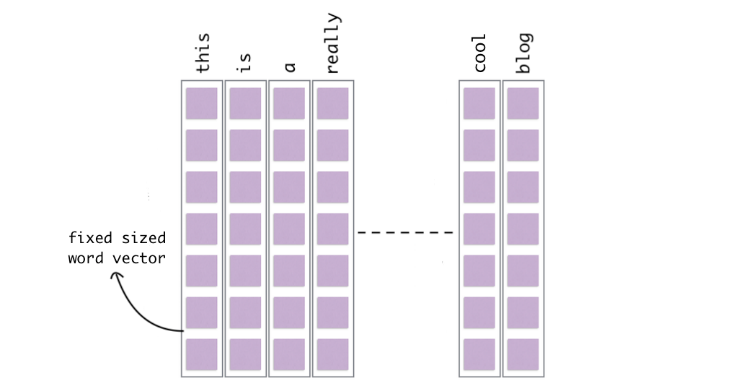 this
is
a
really
cool
blog
fixed sized
word vector